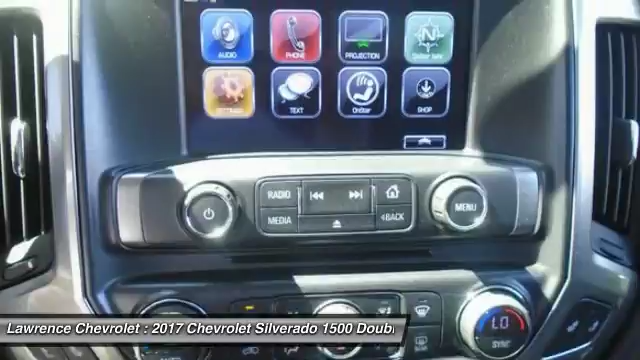 AUDIO PHONE PROJECTION
SETTINGS TEXT OnStar SHOP
RADIO MENU
MEDIA BACK
LO
SYNC
Lawrence Chevrolet : 2017 Chevrolet Silverado 1500 Doub